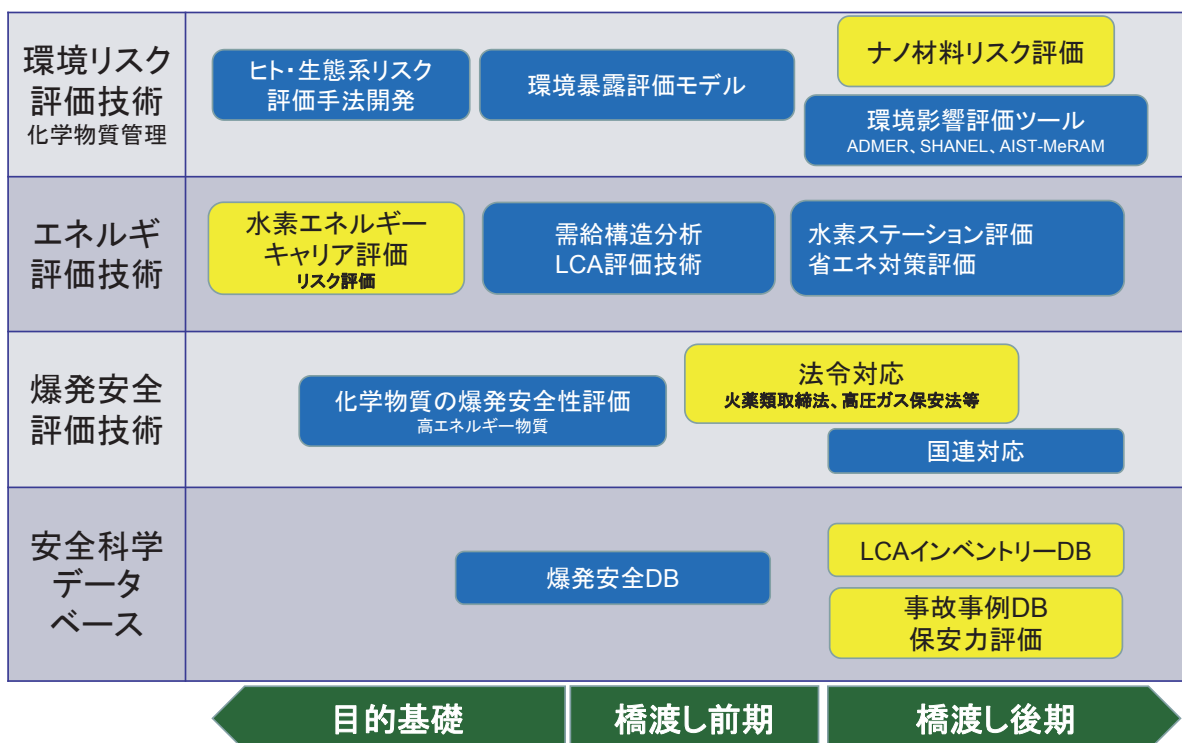 環境リスク
評価技術
化学物質管理
ヒト・生態系リスク
評価手法開発
環境暴露評価モデル
ナノ材料リスク評価
環境影響評価ツール
ADMER、SHANEL、AIST-MeRAM
エネルギ
評価技術
水素エネルギー
キャリア評価
リスク評価
需給構造分析
LCA評価技術
水素ステーション評価
省エネ対策評価
爆発安全
評価技術
化学物質の爆発安全性評価
高エネルギー物質
法令対応
火薬類取締法、高圧ガス保安法等
国連対応
安全科学
データ
ベース
爆発安全DB
LCAインベントリーDB
事故事例DB
保安力評価
目的基礎
橋渡し前期
橋渡し後期